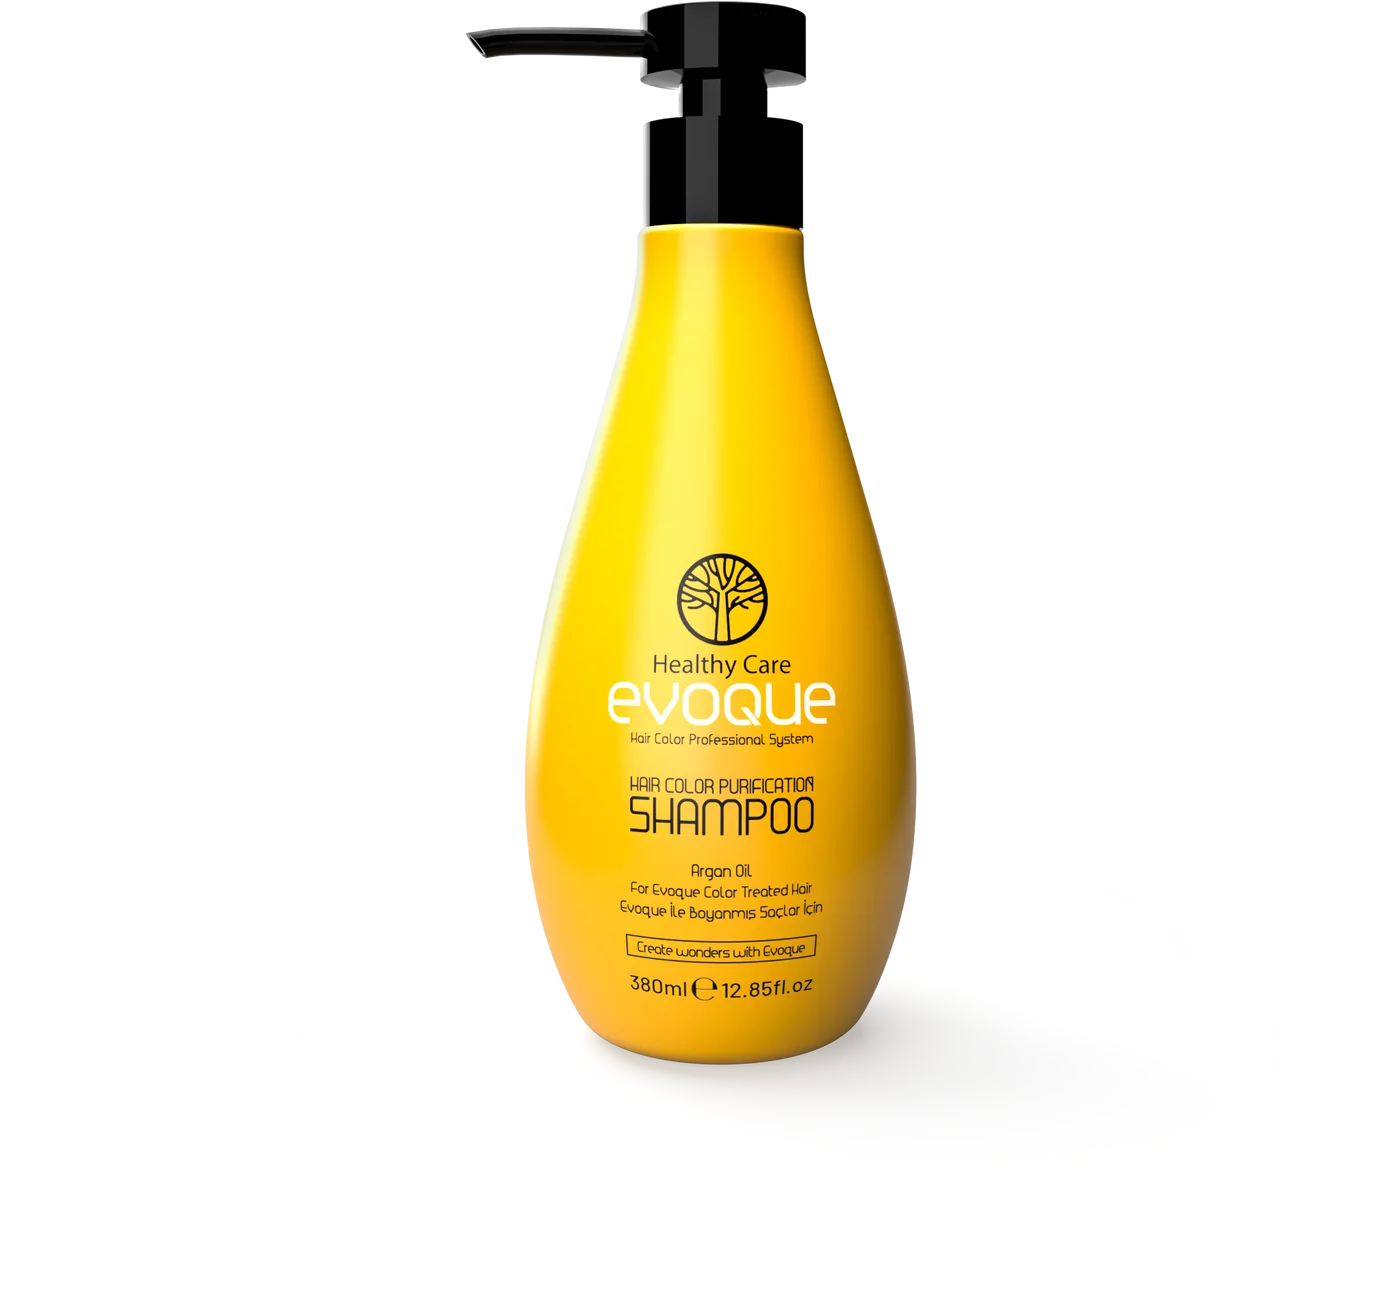 Healthy Care
evoque
Hair Color Professional System
HAIR COLOR PURIFICATION
SHAMPOO
Argan Oil
For Evoque Color Treated Hair
Evoque İle Boyanmış Saçlar İçin
Create wonders with Evoque
380ml e 12.85fl.oz